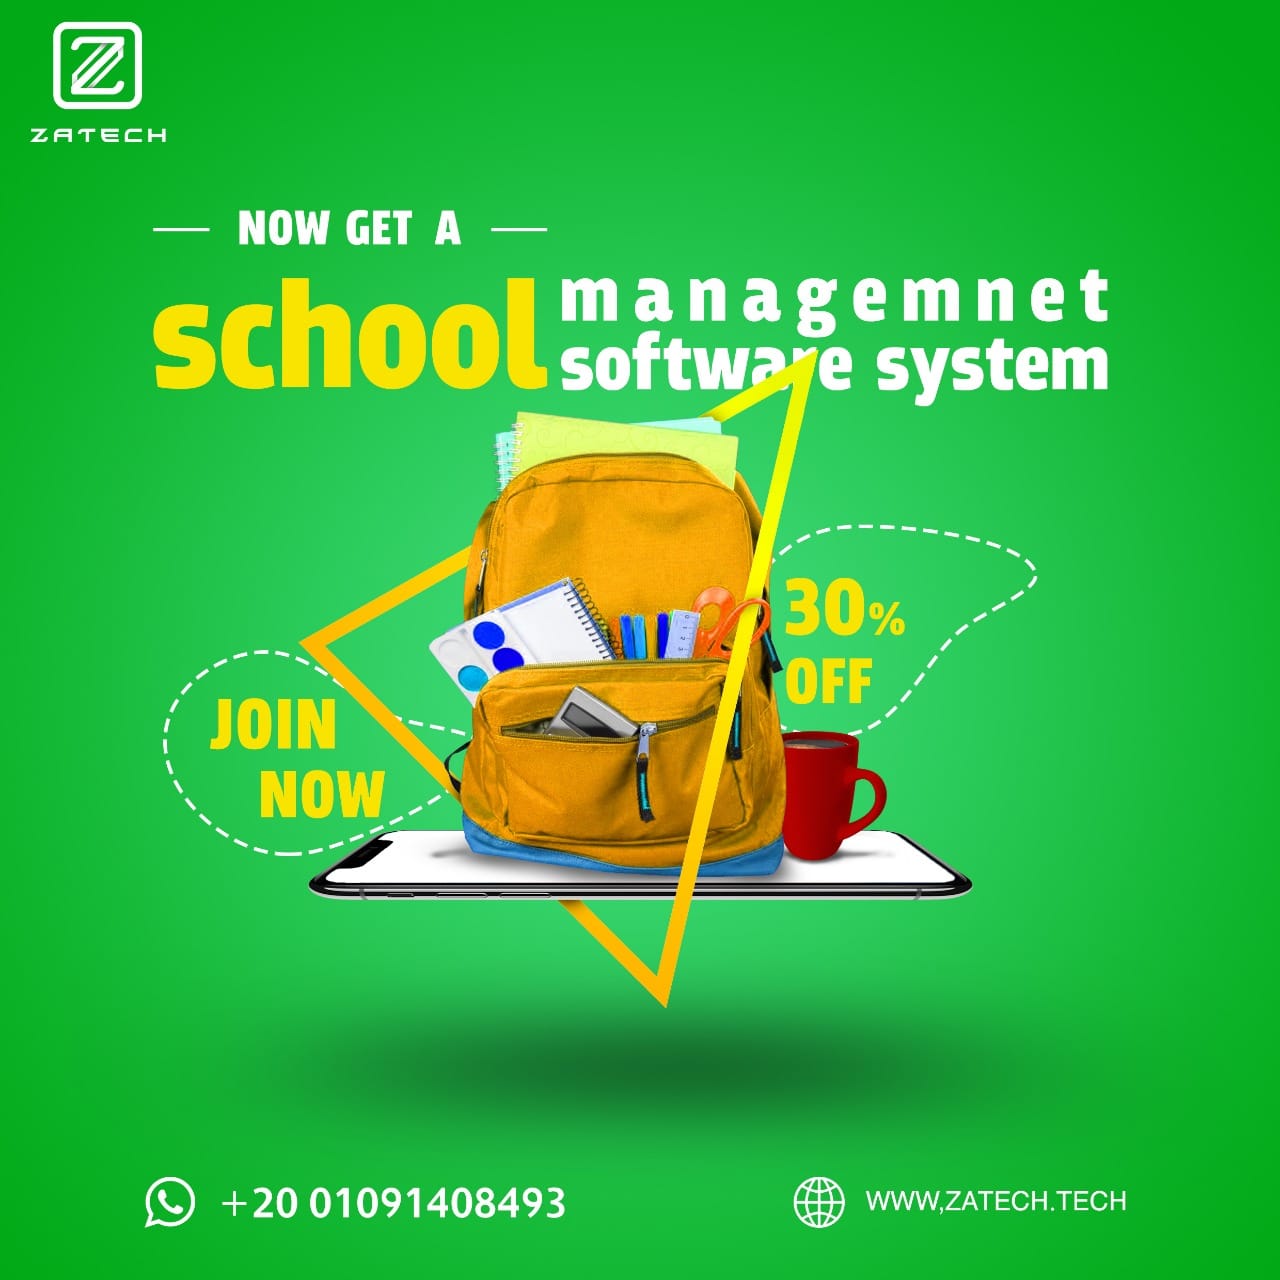 ZATECH
NOW GET A
school
managemnet
software system
30%
OFF
JOIN
NOW
+20 01091408493
WWW,ZATECH.TECH